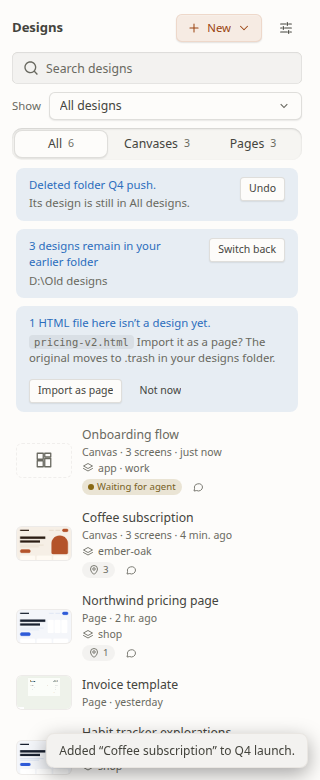 Designs
New
Search designs
Show
All designs
All 6
Canvases 3
Pages 3
Deleted folder Q4 push.
Its design is still in All designs.
Undo
3 designs remain in your
earlier folder
D:\Old designs
Switch back
1 HTML file here isn’t a design yet.
pricing-v2.html Import it as a page? The
original moves to .trash in your designs folder.
Import as page
Not now
Onboarding flow
Canvas · 3 screens · just now
app · work
Waiting for agent
Coffee subscription
Canvas · 3 screens · 4 min. ago
ember-oak
3
Northwind pricing page
Page · 2 hr. ago
shop
1
Invoice template
Page · yesterday
Habit tracker explorations
Added “Coffee subscription” to Q4 launch.
shop